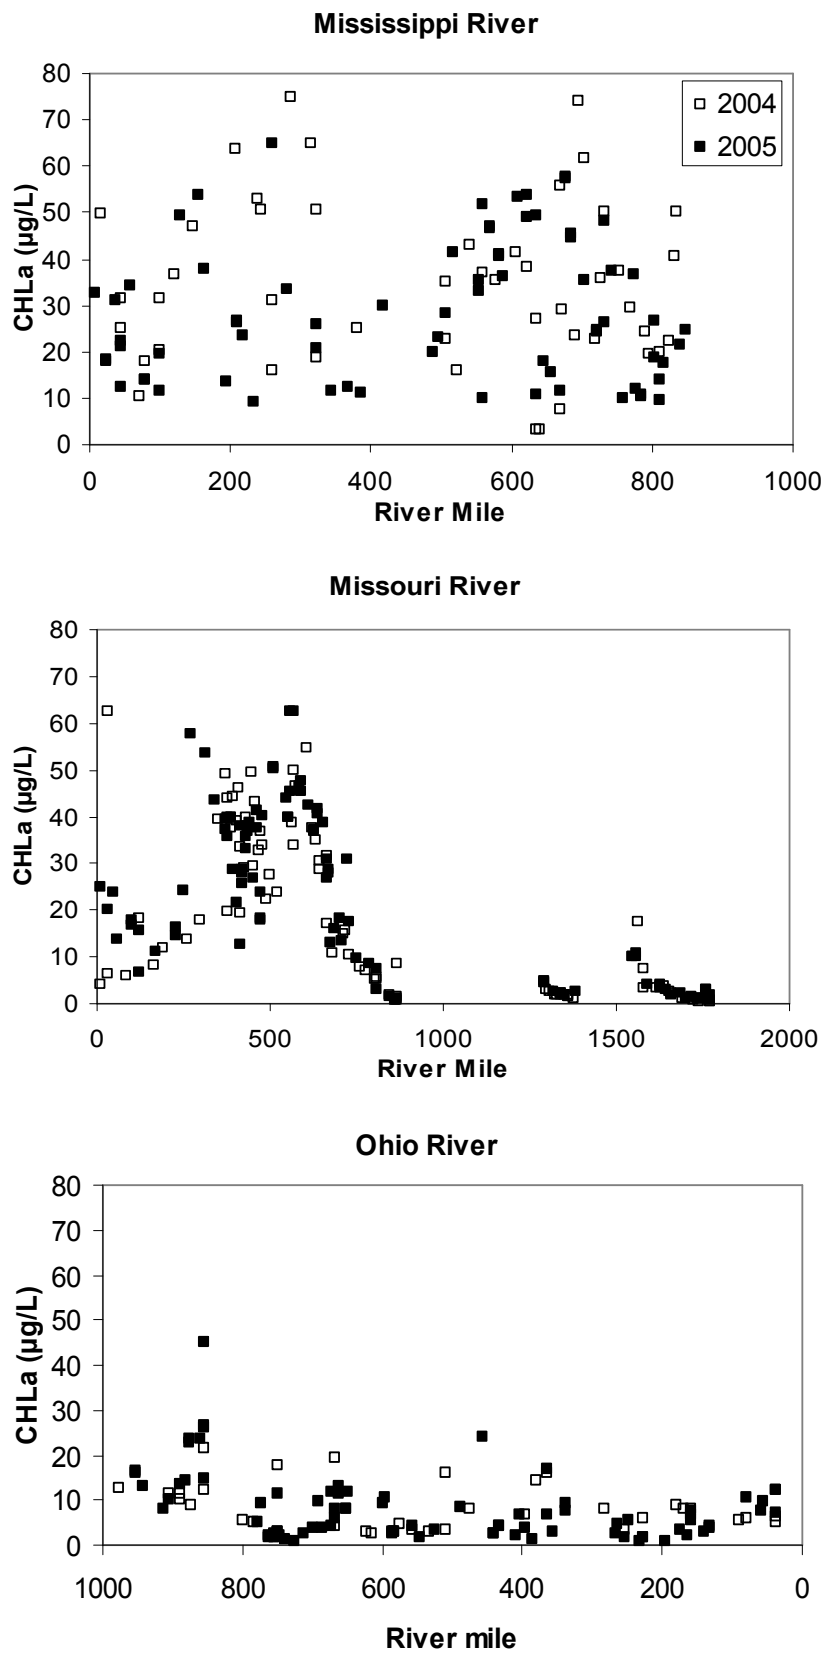 Mississippi River
80
70
60
50
40
30
20
10
0
CHLa (µg/L)
2004
2005
0 200 400 600 800 1000
River Mile
Missouri River
80
70
60
50
40
30
20
10
0
CHLa (µg/L)
0 500 1000 1500 2000
River Mile
Ohio River
80
70
60
50
40
30
20
10
0
CHLa (µg/L)
1000 800 600 400 200 0
River mile